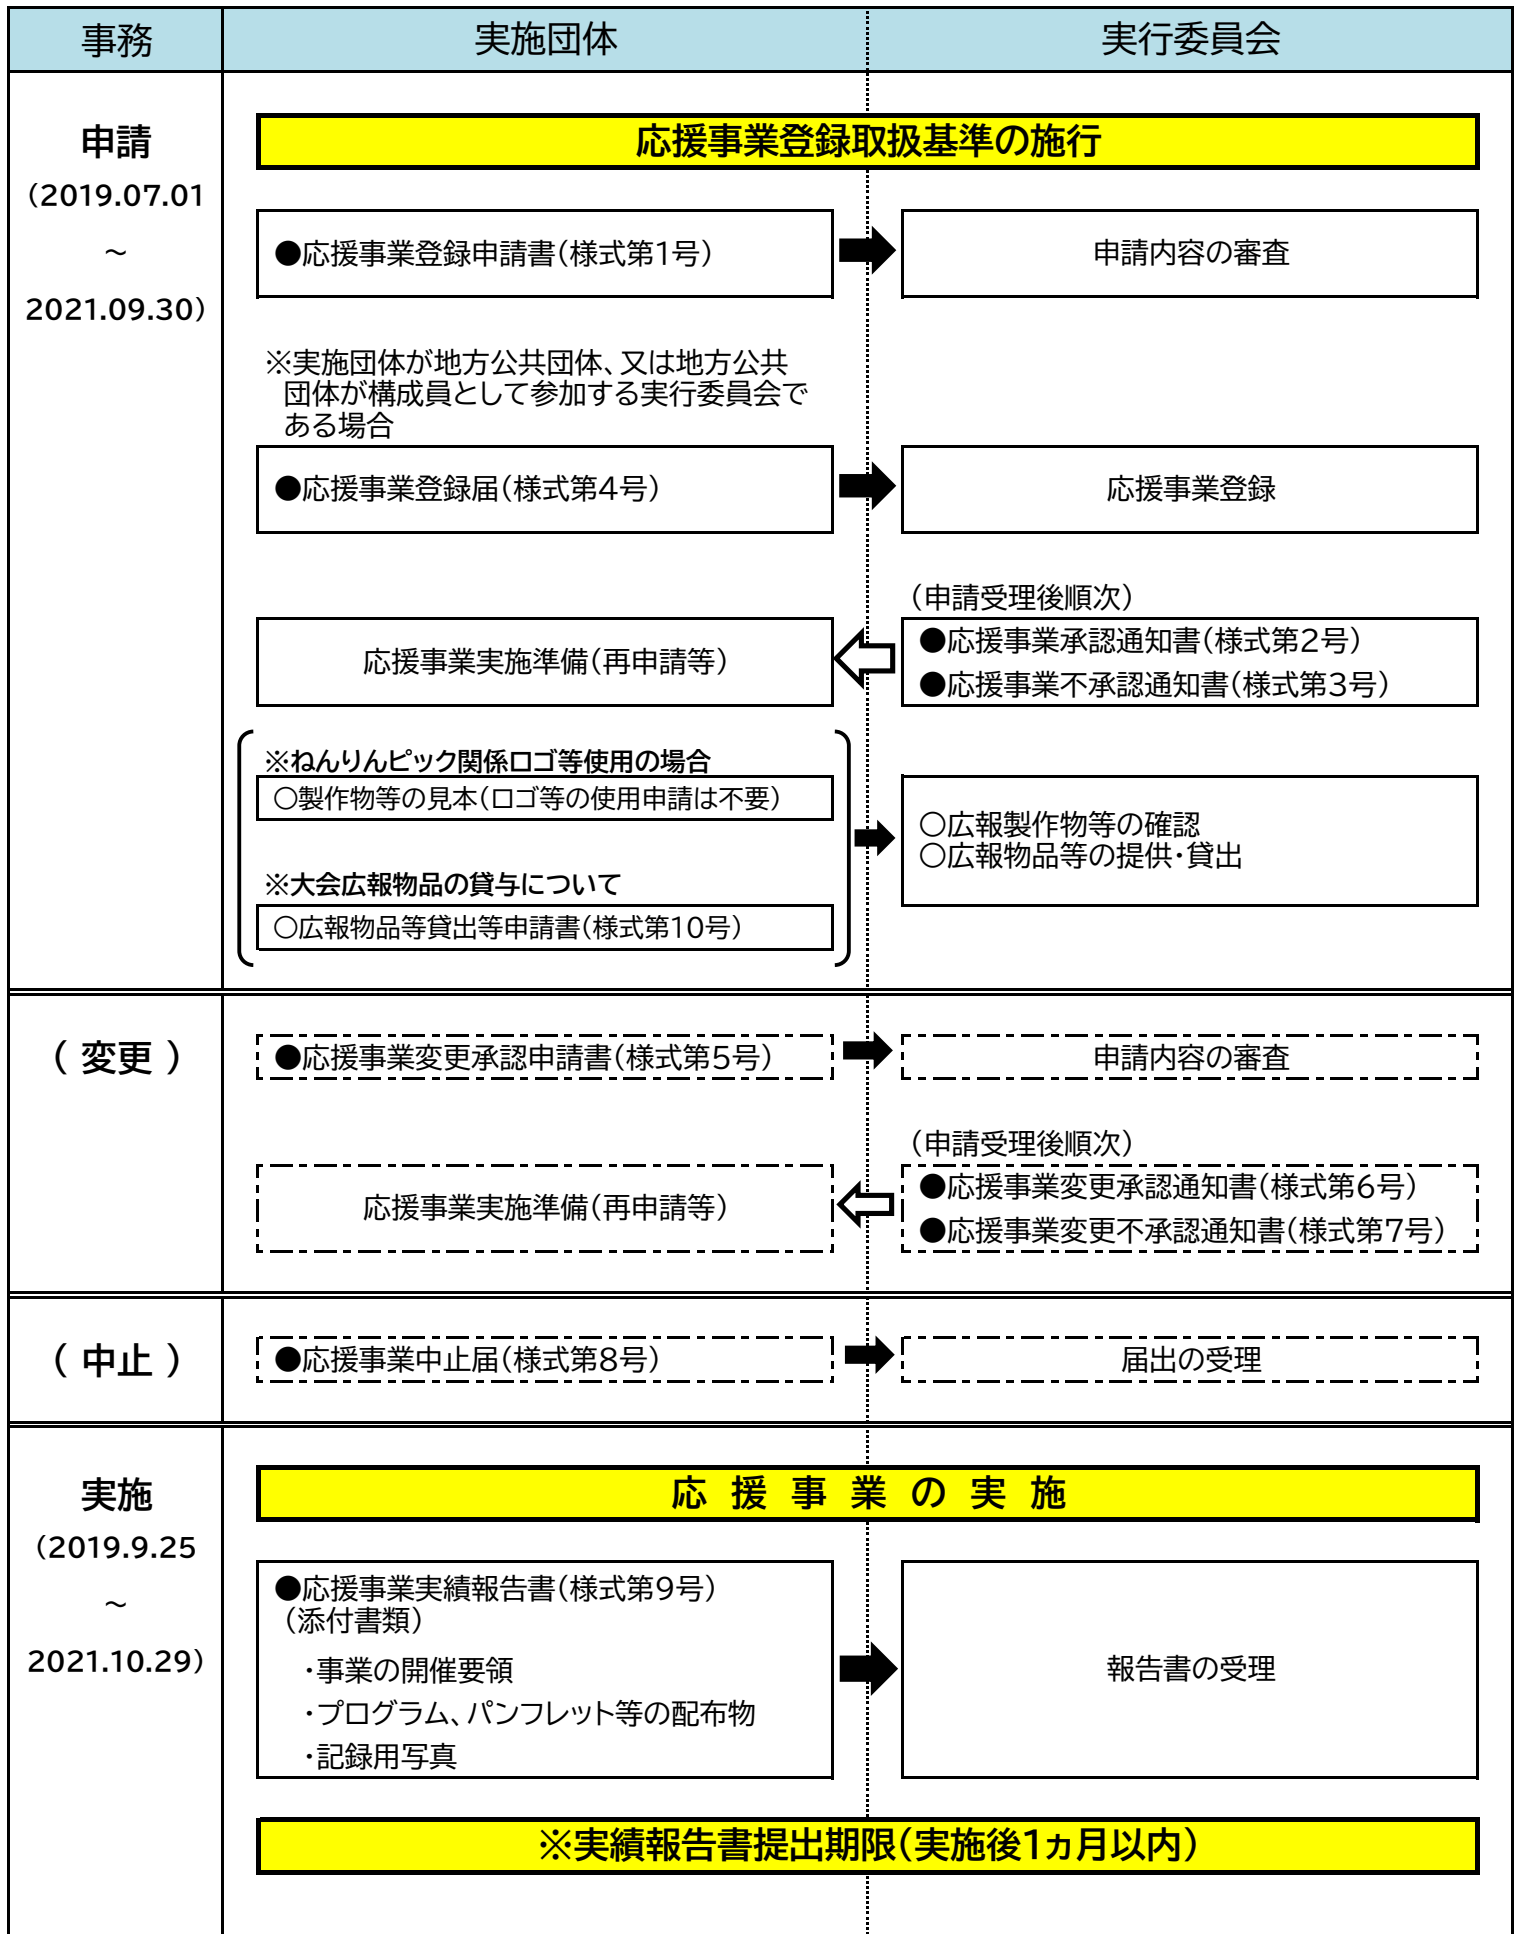 事務
実施団体
実行委員会
申請
（2019.07.01
～
2021.09.30）
応援事業登録取扱基準の施行
●応援事業登録申請書（様式第1号）
申請内容の審査
※実施団体が地方公共団体、又は地方公共
団体が構成員として参加する実行委員会で
ある場合
●応援事業登録届（様式第4号）
応援事業登録
（申請受理後順次）
応援事業実施準備（再申請等）
●応援事業承認通知書（様式第2号）
●応援事業不承認通知書（様式第3号）
※ねんりんピック関係ロゴ等使用の場合
○製作物等の見本（ロゴ等の使用申請は不要）
※大会広報物品の貸与について
○広報物品等貸出等申請書（様式第10号）
○広報製作物等の確認
○広報物品等の提供・貸出
（ 変更 ）
●応援事業変更承認申請書（様式第5号）
申請内容の審査
（申請受理後順次）
応援事業実施準備（再申請等）
●応援事業変更承認通知書（様式第6号）
●応援事業変更不承認通知書（様式第7号）
（ 中止 ）
●応援事業中止届（様式第8号）
届出の受理
実施
（2019.9.25
～
2021.10.29）
応 援 事 業 の 実 施
●応援事業実績報告書（様式第9号）
（添付書類）
・事業の開催要領
・プログラム、パンフレット等の配布物
・記録用写真
報告書の受理
※実績報告書提出期限（実施後1ヵ月以内）